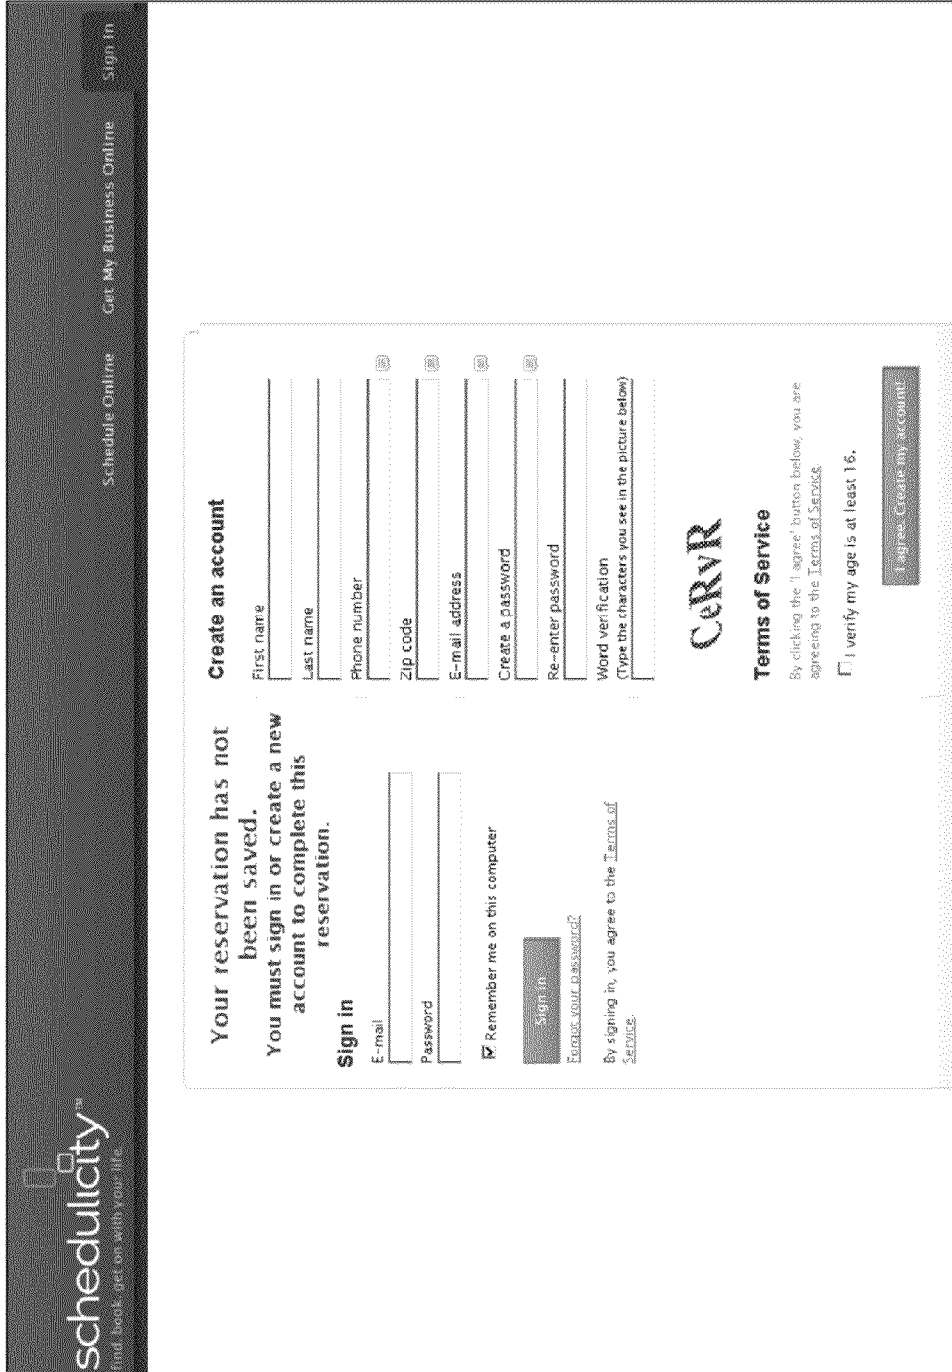 schedulicity™
find. book. get on with your life.
Schedule Online
Get My Business Online
Sign In
Your reservation has not
been saved.
You must sign in or create a new
account to complete this
reservation.
Sign in
E-mail
Password
Remember me on this computer
Sign in
Forgot your password?
By signing in, you agree to the Terms of
Service.
Create an account
First name
Last name
Phone number
Zip code
E-mail address
Create a password
Re-enter password
Word verification
(Type the characters you see in the picture below)
CeRvR
Terms of Service
By clicking the 'I agree' button below, you are
agreeing to the Terms of Service.
I verify my age is at least 16.
I agree. Create my account!